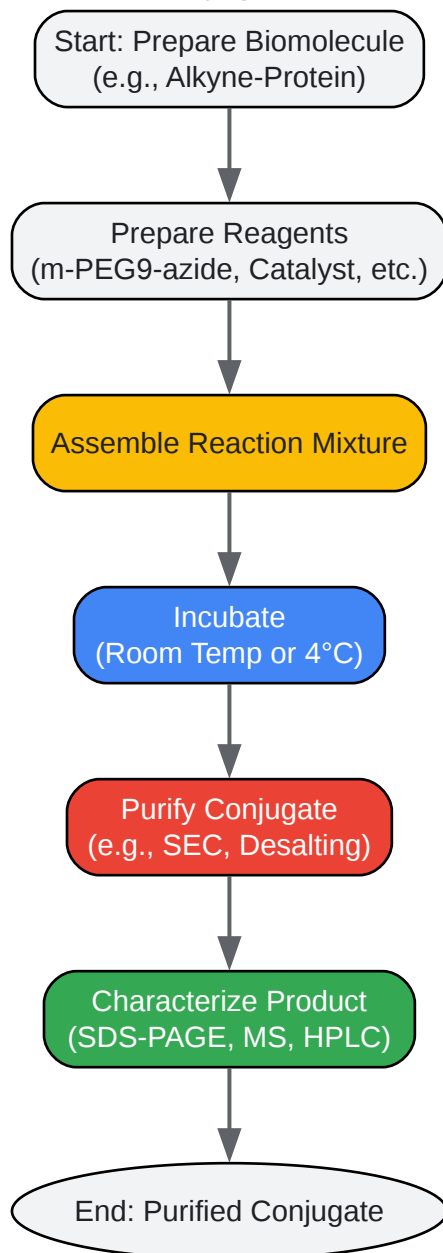 Start: Prepare Biomolecule
(e.g., Alkyne-Protein)
Prepare Reagents
(m-PEG9-azide, Catalyst, etc.)
Assemble Reaction Mixture
Incubate
(Room Temp or 4°C)
Purify Conjugate
(e.g., SEC, Desalting)
Characterize Product
(SDS-PAGE, MS, HPLC)
End: Purified Conjugate